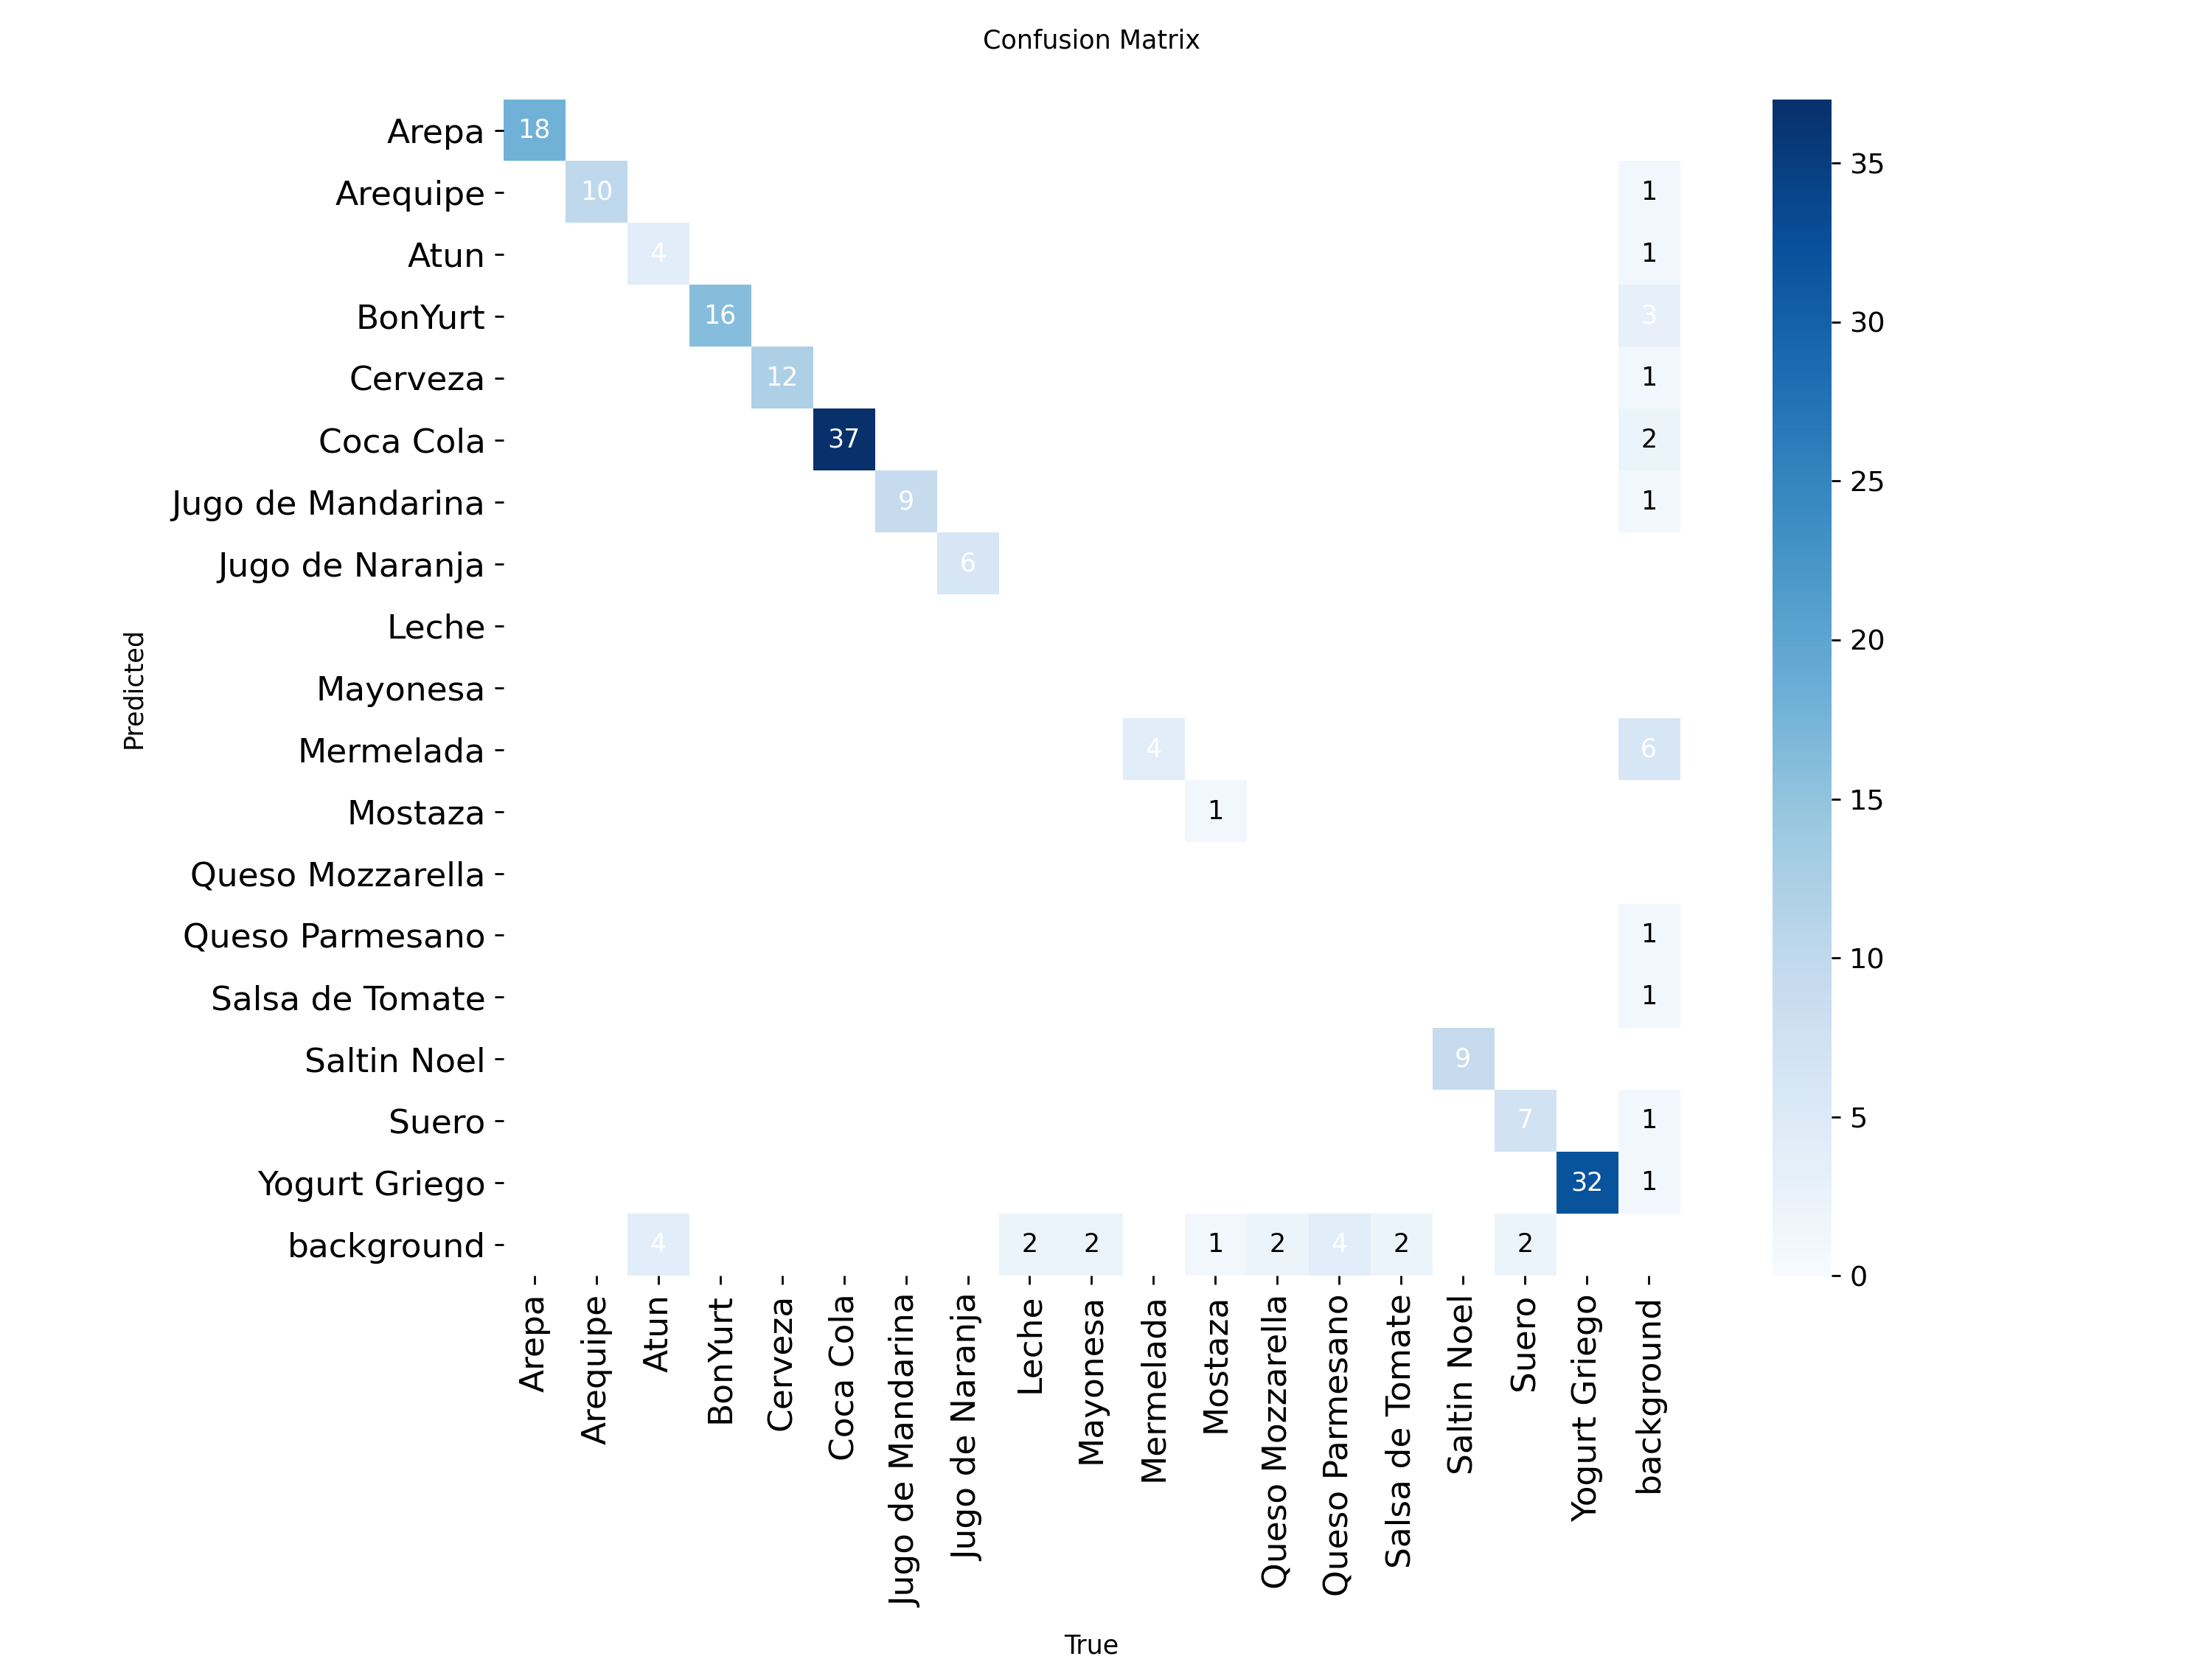 Confusion Matrix
Arepa 18
Arequipe 10 1
Atun 4 1
BonYurt 16 3
Cerveza 12 1
Coca Cola 37 2
Jugo de Mandarina 9 1
Jugo de Naranja 6
Leche
Mayonesa
Mermelada 4 6
Mostaza 1
Queso Mozzarella
Queso Parmesano 1
Salsa de Tomate 1
Saltin Noel 9
Suero 7 1
Yogurt Griego 32 1
background 4 2 2 1 2 4 2 2
Predicted
Arepa
Arequipe
Atun
BonYurt
Cerveza
Coca Cola
Jugo de Mandarina
Jugo de Naranja
Leche
Mayonesa
Mermelada
Mostaza
Queso Mozzarella
Queso Parmesano
Salsa de Tomate
Saltin Noel
Suero
Yogurt Griego
background
True
35
30
25
20
15
10
5
0